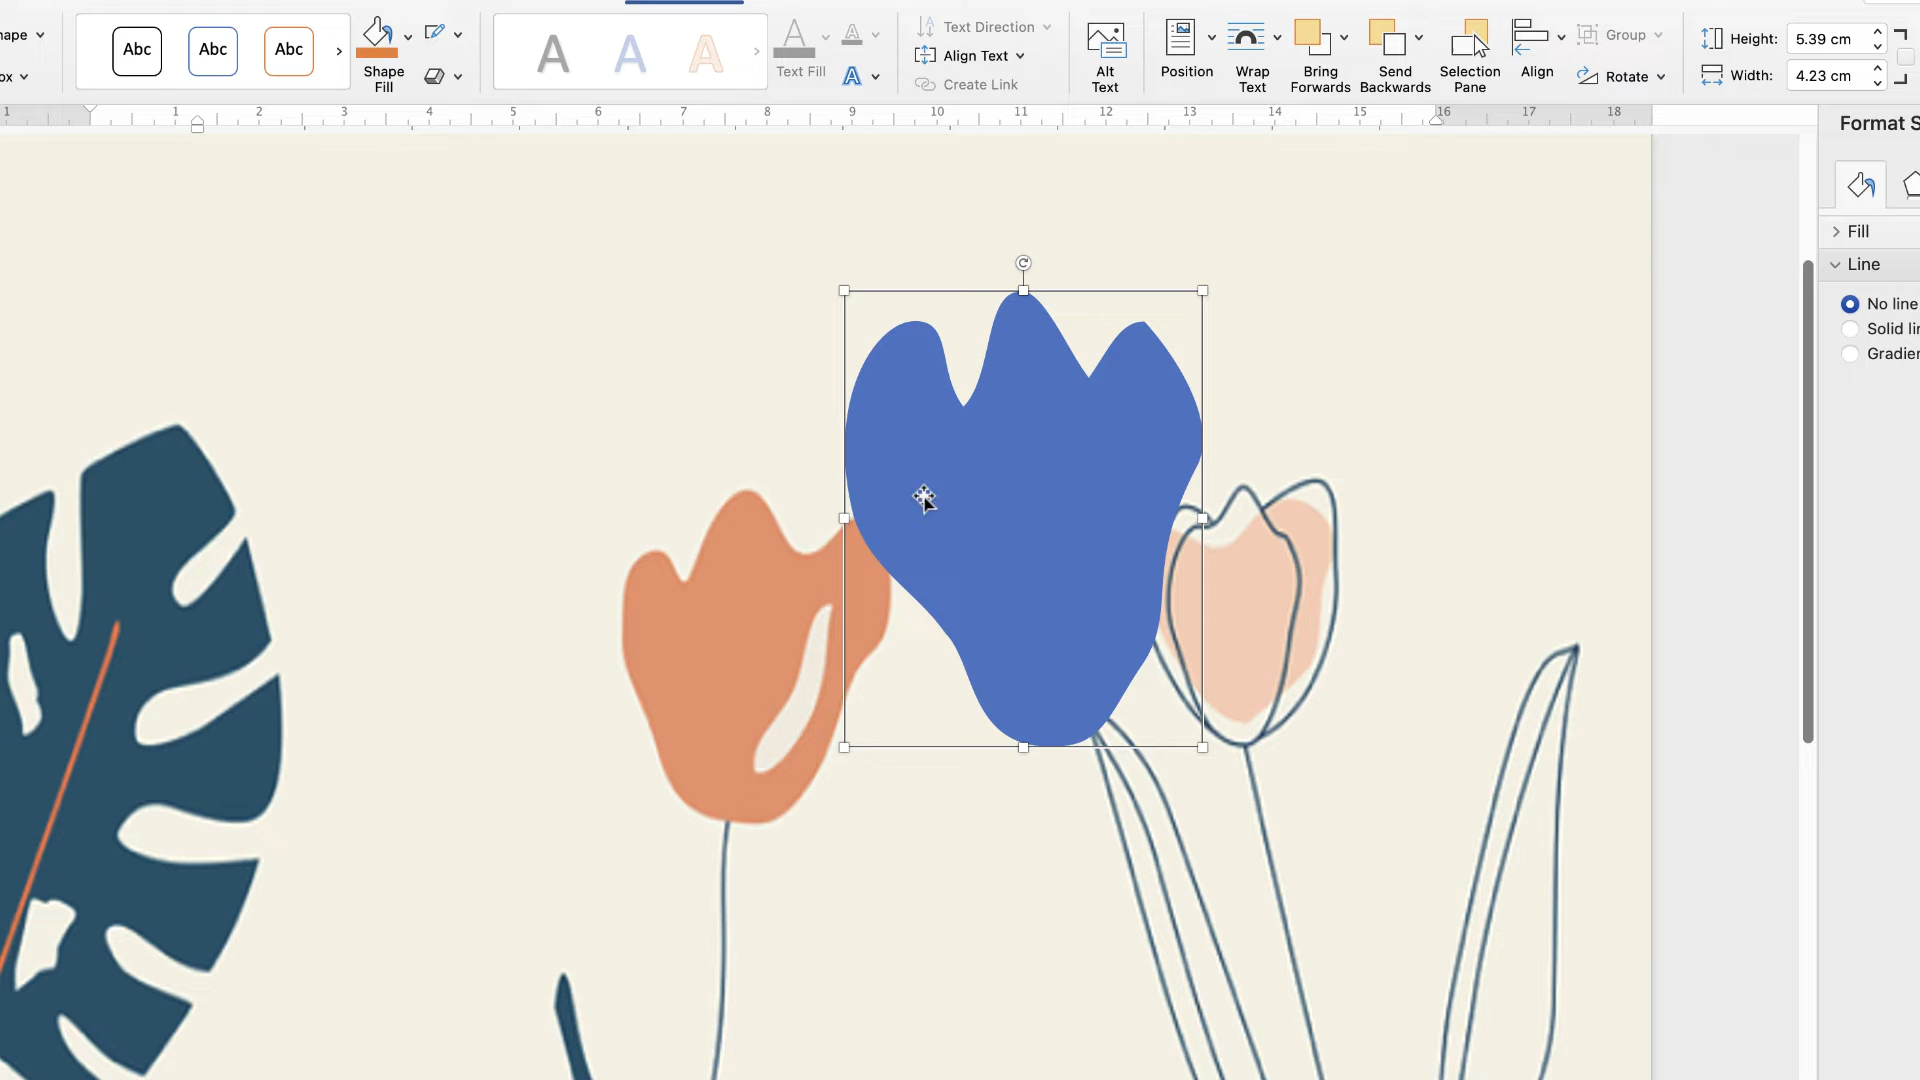 ape
ox
Abc Abc Abc
Shape
Fill
A A A
Text Fill
Text Direction
Align Text
Create Link
Alt
Text
Position
Wrap
Text
Bring
Forwards
Send
Backwards
Selection
Pane
Align
Group
Rotate
Height: 5.39 cm
Width: 4.23 cm
1 1 2 3 4 5 6 7 8 9 10 11 12 13 14 15 16 17 18
Format S
Fill
Line
No line
Solid lin
Gradien